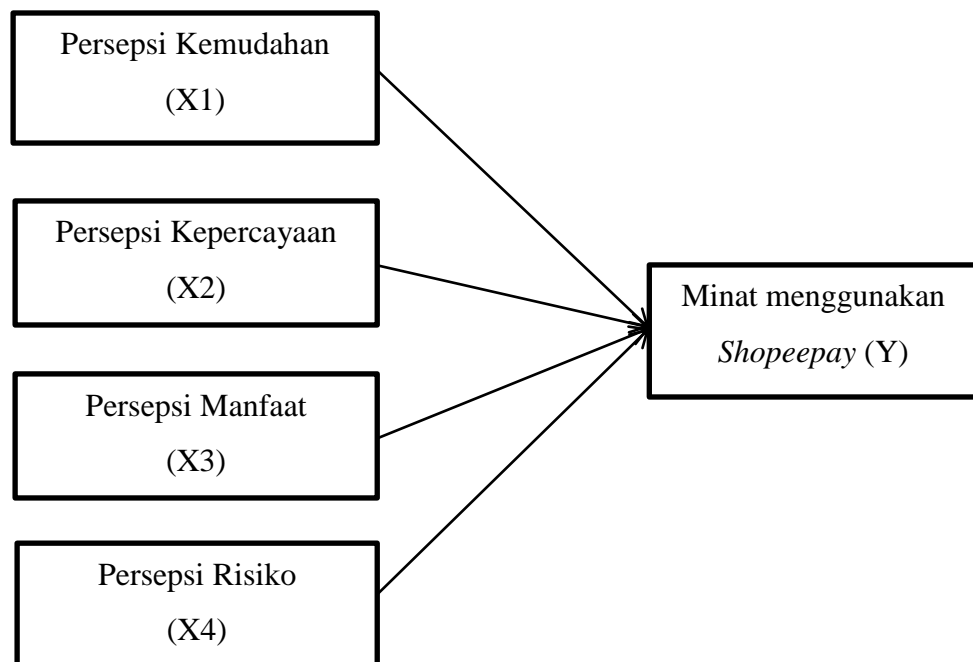 Persepsi Kemudahan
(X1)
Persepsi Kepercayaan
(X2)
Minat menggunakan
Shopeepay (Y)
Persepsi Manfaat
(X3)
Persepsi Risiko
(X4)